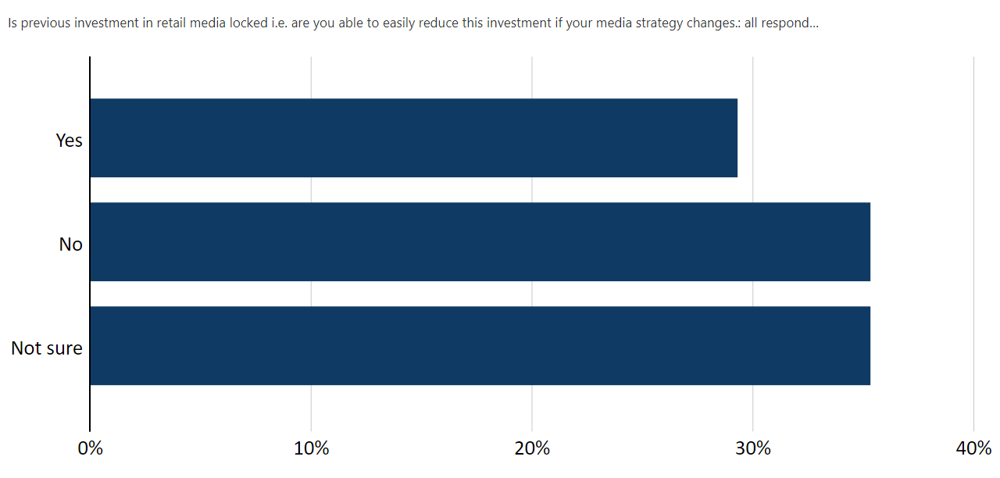 Is previous investment in retail media locked i.e. are you able to easily reduce this investment if your media strategy changes.: all respond...
Yes
No
Not sure
0%
10%
20%
30%
40%